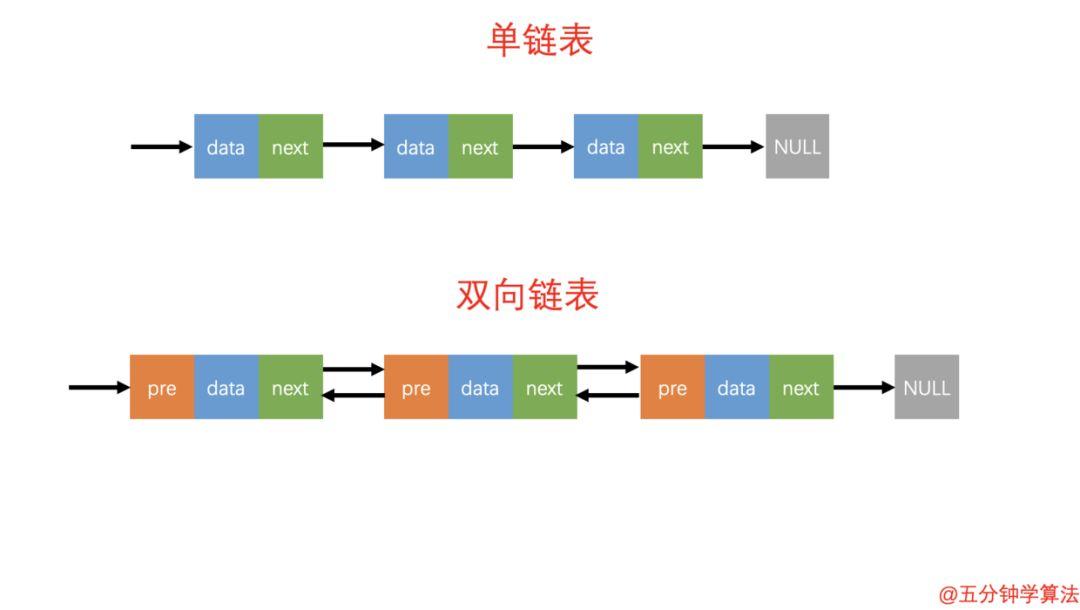 单链表
data next data next data next NULL
双向链表
pre data next pre data next pre data next NULL
@五分钟学算法